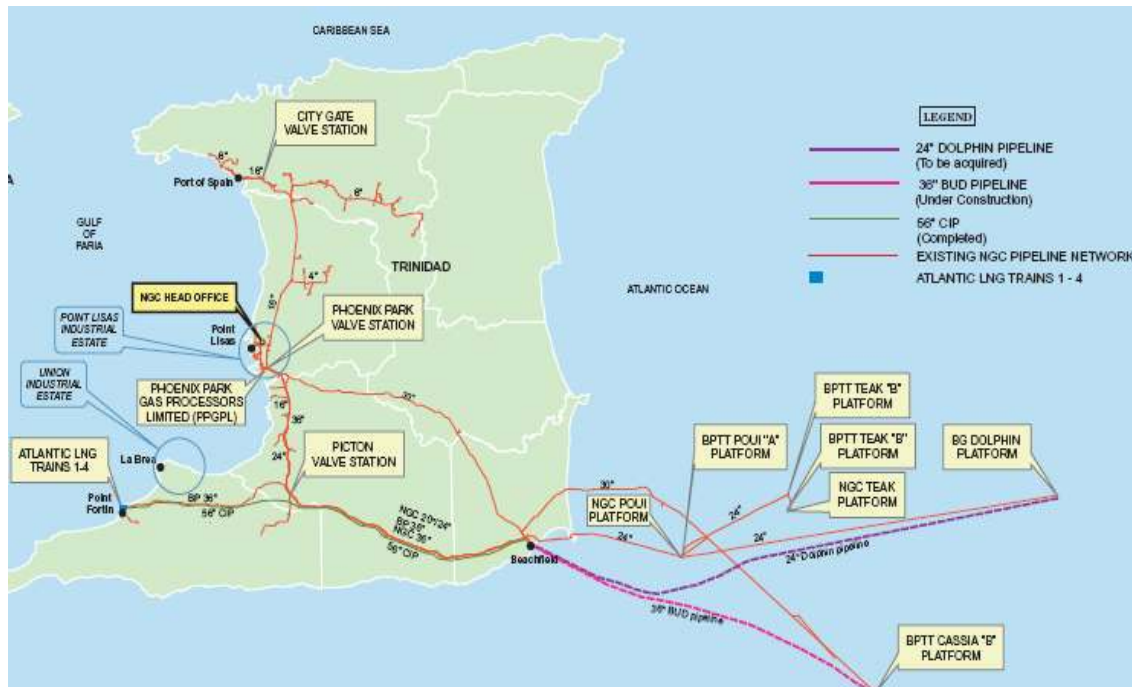 CARIBBEAN SEA
CITY GATE
VALVE STATION
6"
16"
Port of Spain
6"
GULF
OF
PARIA
TRINIDAD
4"
16"
NGC HEAD OFFICE
POINT LISAS
INDUSTRIAL
ESTATE
Point
Lisas
PHOENIX PARK
VALVE STATION
UNION
INDUSTRIAL
ESTATE
PHOENIX PARK
GAS PROCESSORS
LIMITED (PPGPL)
16"
36"
24"
30"
ATLANTIC LNG
TRAINS 1-4
La Brea
PICTON
VALVE STATION
Point
Fortin
BP 36"
56" CIP
NGC 20"/24"
BP 36"
NGC 36"
56" CIP
Beachfield
ATLANTIC OCEAN
LEGEND
24" DOLPHIN PIPELINE
(To be acquired)
36" BUD PIPELINE
(Under Construction)
56" CIP
(Completed)
EXISTING NGC PIPELINE NETWORK
ATLANTIC LNG TRAINS 1 - 4
BPTT TEAK "B"
PLATFORM
BPTT POUI "A"
PLATFORM
BPTT TEAK "B"
PLATFORM
BG DOLPHIN
PLATFORM
NGC TEAK
PLATFORM
NGC POUI
PLATFORM
30"
24"
24"
24"
24" Dolphin pipeline
36" BUD pipeline
BPTT CASSIA "B"
PLATFORM